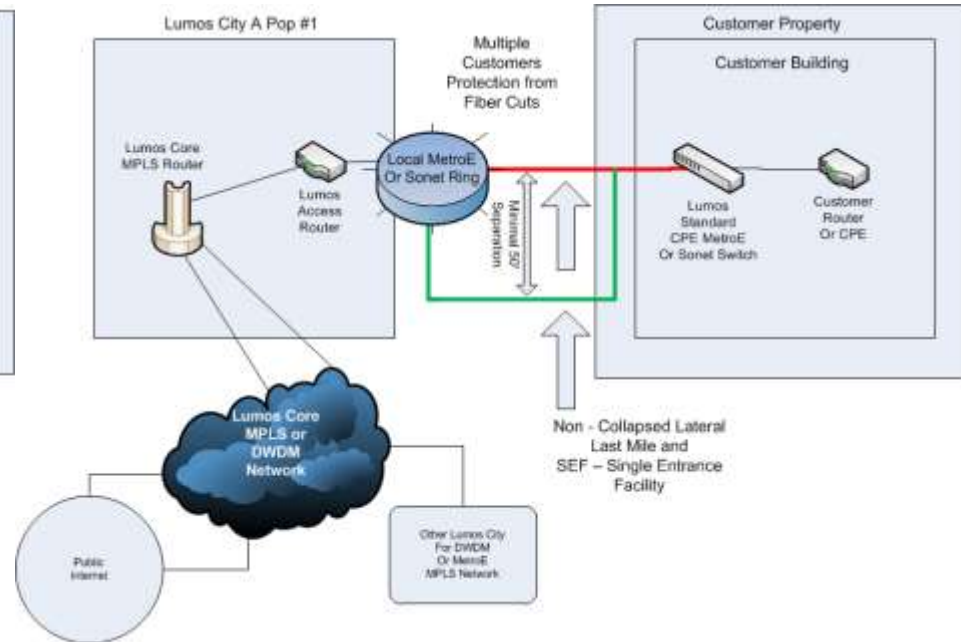 Lumos City A Pop #1
Customer Property
Multiple
Customers
Protection from
Fiber Cuts
Customer Building
Lumos Core
MPLS Router
Lumos
Access
Router
Local MetroE
Or Sonet Ring
Minimal 50'
Separation
Lumos
Standard
CPE MetroE
Or Sonet Switch
Customer
Router
Or CPE
Lumos Core
MPLS or
DWDM
Network
Non - Collapsed Lateral
Last Mile and
SEF – Single Entrance
Facility
Public
Internet
Other Lumos City
For DWDM
Or MetroE
MPLS Network